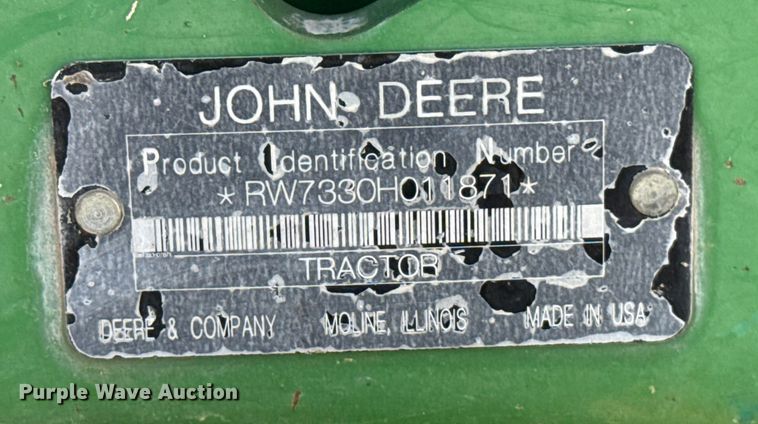 JOHN DEERE
Product Identification Number
*RW7330H011871*
TRACTOR
DEERE & COMPANY MOLINE, ILLINOIS MADE IN USA
Purple Wave Auction